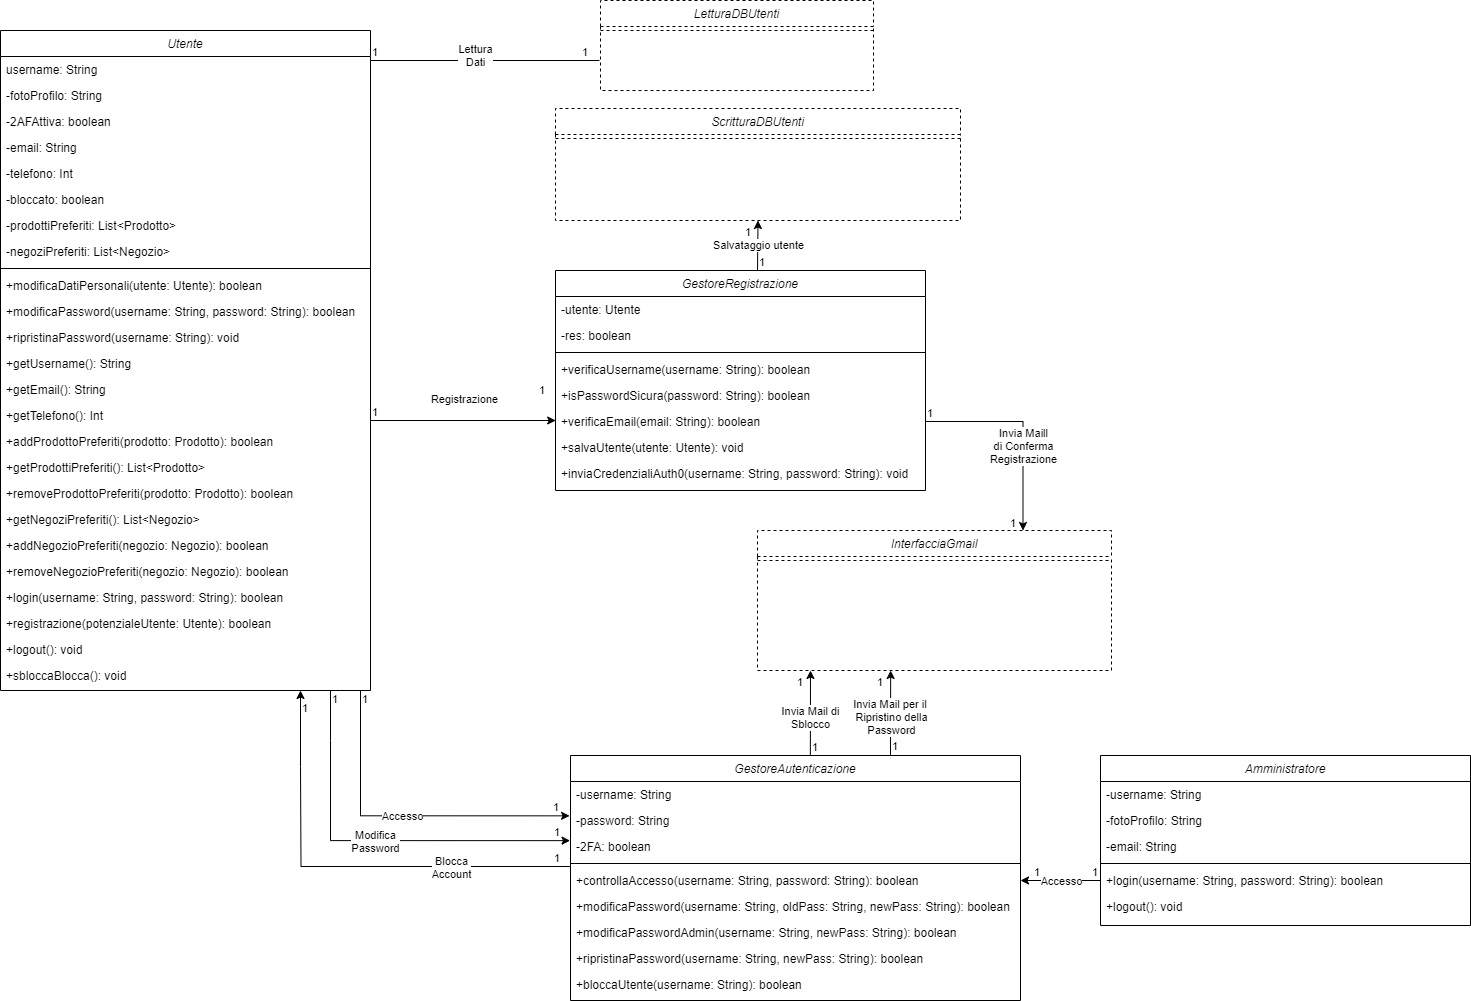 LetturaDBUtenti
Utente
username: String
-fotoProfilo: String
-2AFAttiva: boolean
-email: String
-telefono: Int
-bloccato: boolean
-prodottiPreferiti: List<Prodotto>
-negoziPreferiti: List<Negozio>
+modificaDatiPersonali(utente: Utente): boolean
+modificaPassword(username: String, password: String): boolean
+ripristinaPassword(username: String): void
+getUsername(): String
+getEmail(): String
+getTelefono(): Int
+addProdottoPreferiti(prodotto: Prodotto): boolean
+getProdottiPreferiti(): List<Prodotto>
+removeProdottoPreferiti(prodotto: Prodotto): boolean
+getNegoziPreferiti(): List<Negozio>
+addNegozioPreferiti(negozio: Negozio): boolean
+removeNegozioPreferiti(negozio: Negozio): boolean
+login(username: String, password: String): boolean
+registrazione(potenzialeUtente: Utente): boolean
+logout(): void
+sbloccaBlocca(): void
1
Lettura
Dati
1
ScritturaDBUtenti
1
Salvataggio utente
1
GestoreRegistrazione
-utente: Utente
-res: boolean
+verificaUsername(username: String): boolean
+isPasswordSicura(password: String): boolean
+verificaEmail(email: String): boolean
+salvaUtente(utente: Utente): void
+inviaCredenzialiAuth0(username: String, password: String): void
1
Registrazione
1
1
Invia Maill
di Conferma
Registrazione
1
InterfacciaGmail
1
Invia Mail di
Sblocco
1
1
Invia Mail per il
Ripristino della
Password
1
1
1
1
Accesso
1
Modifica
Password
1
Blocca
Account
1
GestoreAutenticazione
-username: String
-password: String
-2FA: boolean
+controllaAccesso(username: String, password: String): boolean
+modificaPassword(username: String, oldPass: String, newPass: String): boolean
+modificaPasswordAdmin(username: String, newPass: String): boolean
+ripristinaPassword(username: String, newPass: String): boolean
+bloccaUtente(username: String): boolean
1
Accesso
1
Amministratore
-username: String
-fotoProfilo: String
-email: String
+login(username: String, password: String): boolean
+logout(): void